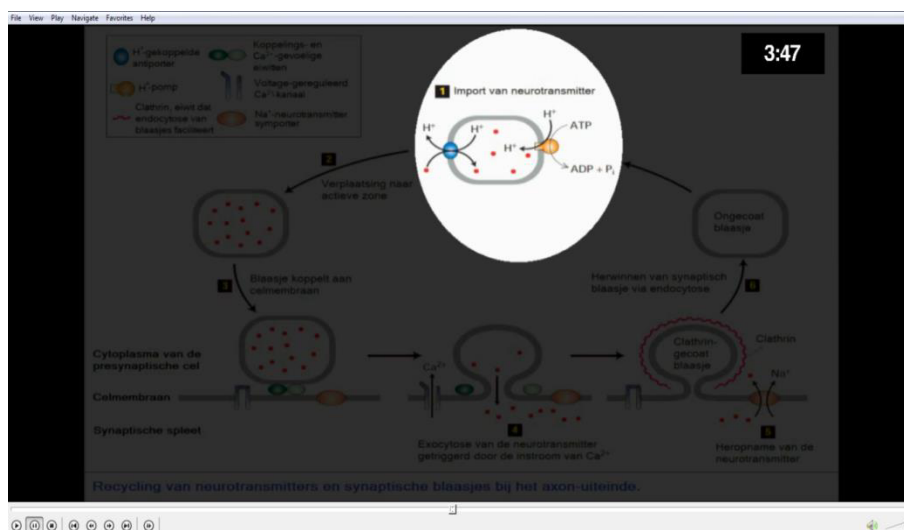 File View Play Navigate Favorites Help
3:47
H⁺-gekoppelde
antiporter
Koppelings- en
Ca²⁺-gevoelige
eiwitten
H⁺-pomp
Voltage-gereguleerd
Ca²⁺-kanaal
Clathrin, eiwit dat
endocytose van
blaasjes faciliteert
Na⁺-neurotransmitter
symporter
1 Import van neurotransmitter
H⁺
H⁺
H⁺
H⁺
ATP
ADP + Pᵢ
2
Verplaatsing naar
actieve zone
Ongecoat
blaasje
3
Blaasje koppelt aan
celmembraan
Herwinnen van synaptisch
blaasje via endocytose
6
Cytoplasma van de
presynaptische cel
Ca²⁺
Clathrin-
gecoat
blaasje
Clathrin
Na⁺
Celmembraan
Synaptische spleet
4
Exocytose van de neurotransmitter
getriggerd door de instroom van Ca²⁺
5
Heropname van de
neurotransmitter
Recycling van neurotransmitters en synaptische blaasjes bij het axon-uiteinde.